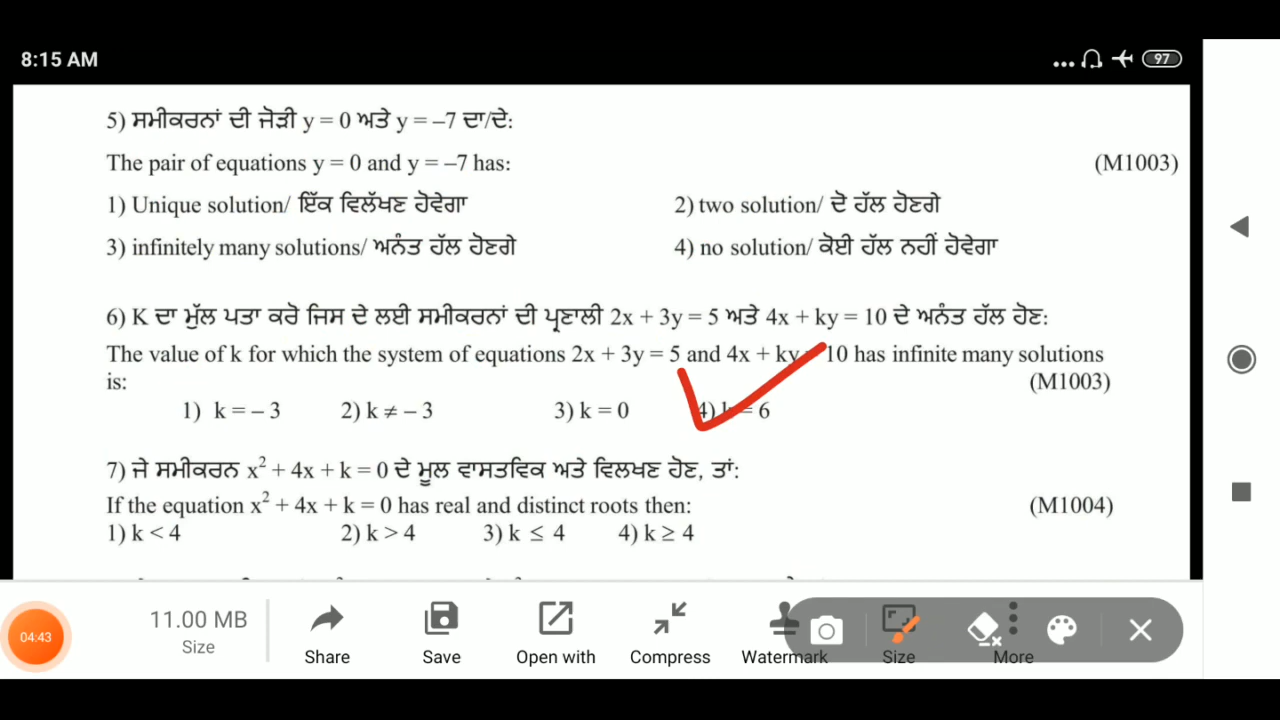 8:15 AM
97
5) ਸਮੀਕਰਨਾਂ ਦੀ ਜੋੜੀ y = 0 ਅਤੇ y = –7 ਦਾ/ਦੇ:
The pair of equations y = 0 and y = –7 has:
(M1003)
1) Unique solution/ ਇੱਕ ਵਿਲੱਖਣ ਹੋਵੇਗਾ
2) two solution/ ਦੋ ਹੱਲ ਹੋਣਗੇ
3) infinitely many solutions/ ਅਨੰਤ ਹੱਲ ਹੋਣਗੇ
4) no solution/ ਕੋਈ ਹੱਲ ਨਹੀਂ ਹੋਵੇਗਾ
6) K ਦਾ ਮੁੱਲ ਪਤਾ ਕਰੋ ਜਿਸ ਦੇ ਲਈ ਸਮੀਕਰਨਾਂ ਦੀ ਪ੍ਰਣਾਲੀ 2x + 3y = 5 ਅਤੇ 4x + ky = 10 ਦੇ ਅਨੰਤ ਹੱਲ ਹੋਣ:
The value of k for which the system of equations 2x + 3y = 5 and 4x + ky = 10 has infinite many solutions
is:
(M1003)
1) k = – 3 2) k ≠ – 3 3) k = 0 4) k = 6
7) ਜੇ ਸਮੀਕਰਨ x² + 4x + k = 0 ਦੇ ਮੂਲ ਵਾਸਤਵਿਕ ਅਤੇ ਵਿਲਖਣ ਹੋਣ, ਤਾਂ:
If the equation x² + 4x + k = 0 has real and distinct roots then:
(M1004)
1) k < 4 2) k > 4 3) k ≤ 4 4) k ≥ 4
04:43
11.00 MB
Size
Share
Save
Open with
Compress
Watermark
Size
More